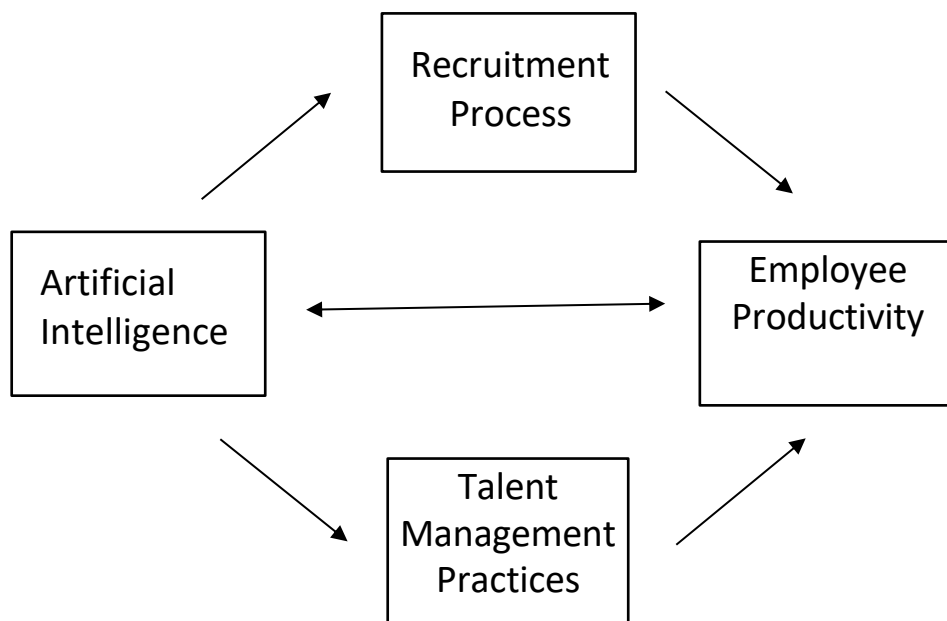 Recruitment
Process
Artificial
Intelligence
Employee
Productivity
Talent
Management
Practices